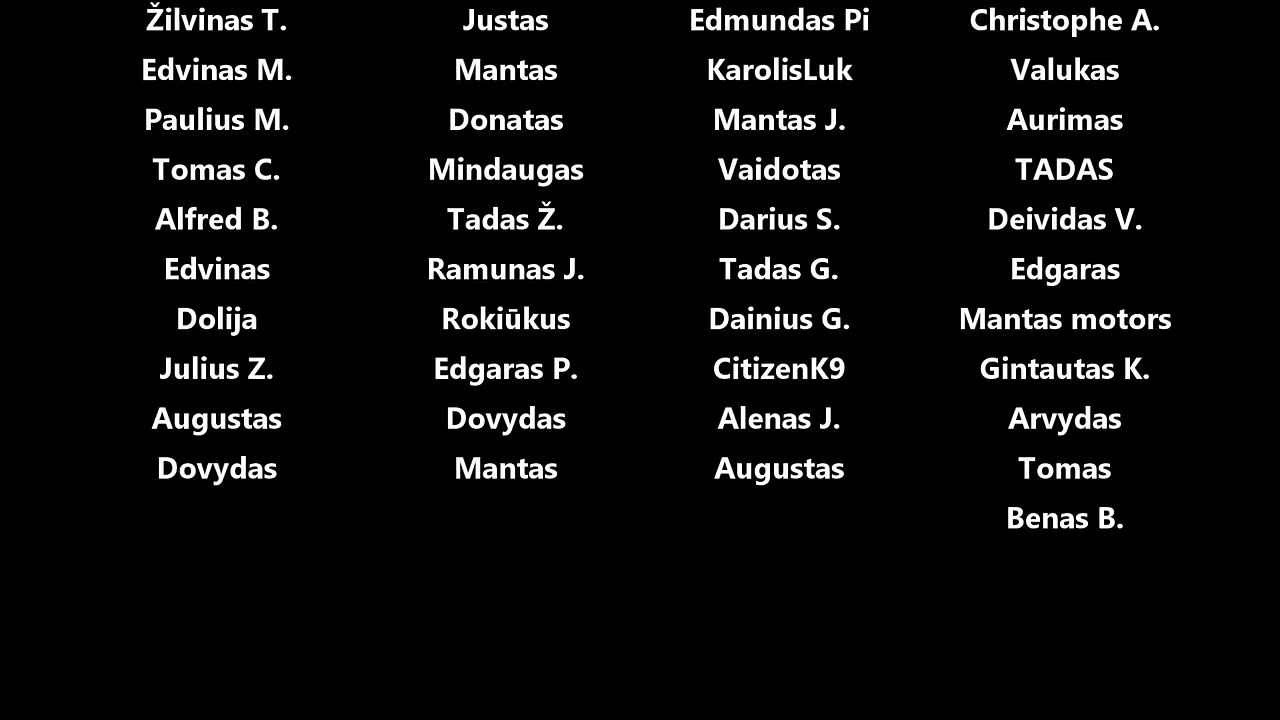 Žilvinas T. Justas Edmundas Pi Christophe A.
Edvinas M. Mantas KarolisLuk Valukas
Paulius M. Donatas Mantas J. Aurimas
Tomas C. Mindaugas Vaidotas TADAS
Alfred B. Tadas Ž. Darius S. Deividas V.
Edvinas Ramunas J. Tadas G. Edgaras
Dolija Rokiūkus Dainius G. Mantas motors
Julius Z. Edgaras P. CitizenK9 Gintautas K.
Augustas Dovydas Alenas J. Arvydas
Dovydas Mantas Augustas Tomas
Benas B.